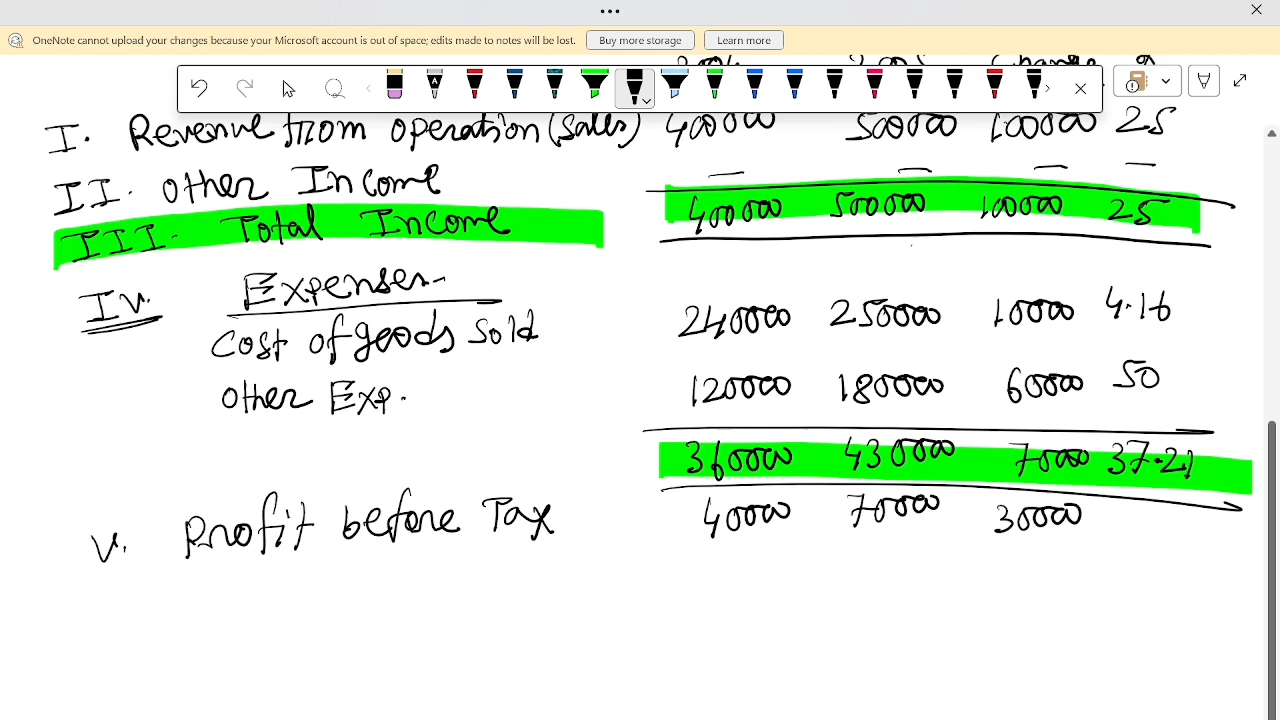 OneNote cannot upload your changes because your Microsoft account is out of space; edits made to notes will be lost. Buy more storage Learn more
I. Revenue from operation (Sales) 400000 500000 100000 25
II. Other Income — — — —
III. Total Income 400000 500000 100000 25
IV. Expenses
Cost of goods sold 240000 250000 10000 4.16
Other Exp. 120000 180000 60000 50
360000 430000 70000 37.21
V. Profit before Tax 40000 70000 30000